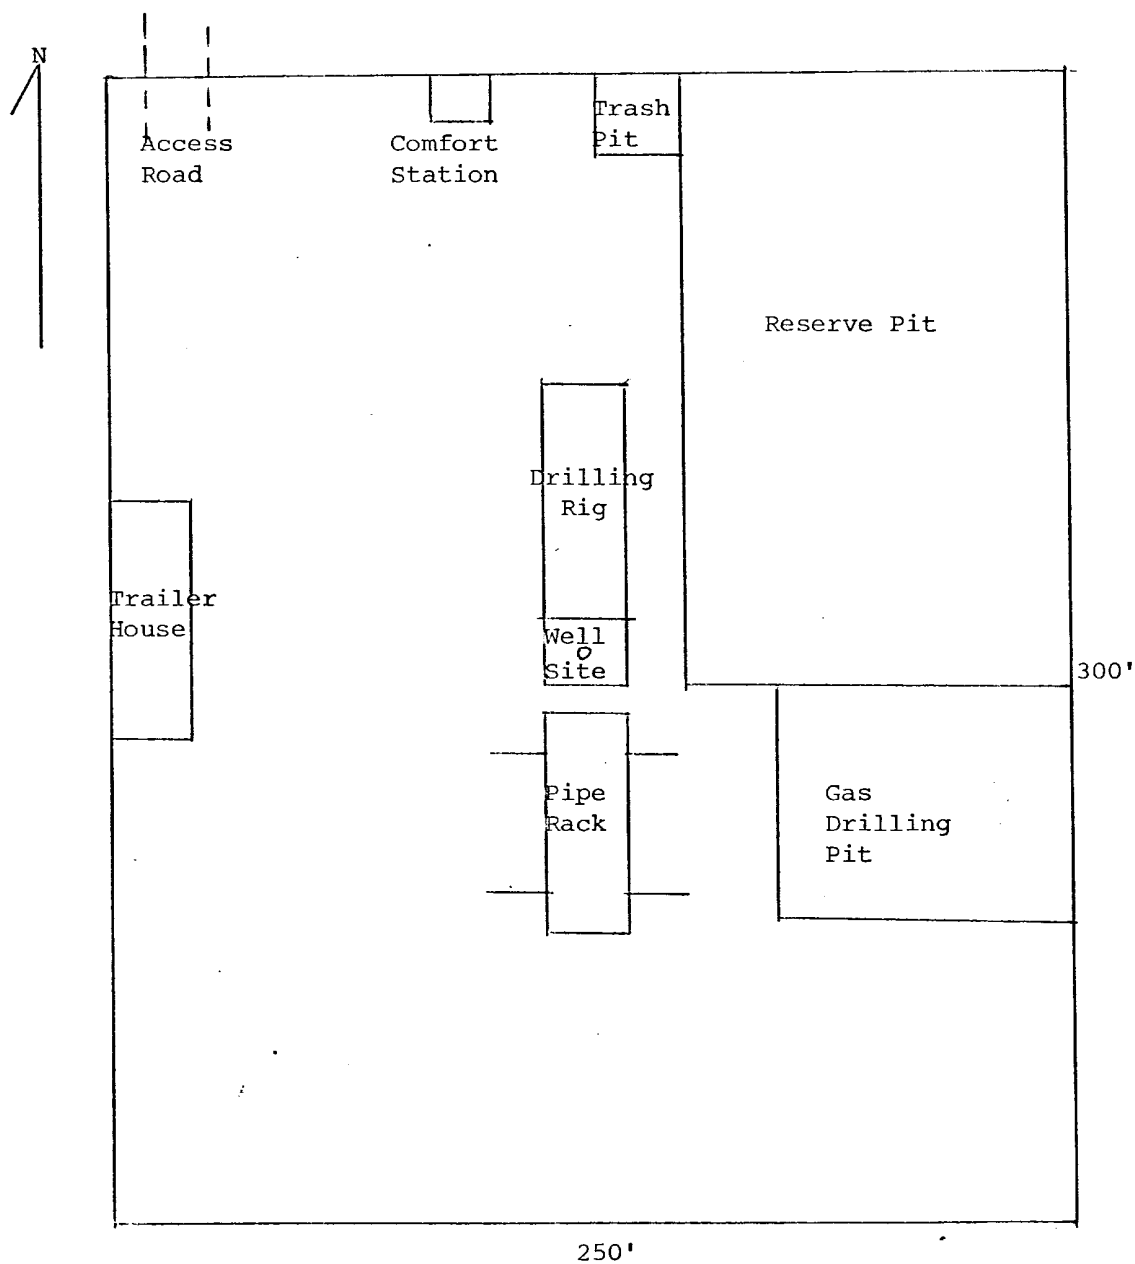 N
Access
Road
Comfort
Station
Trash
Pit
Reserve Pit
Drilling
Rig
Trailer
House
Well
Site
300'
Pipe
Rack
Gas
Drilling
Pit
250'